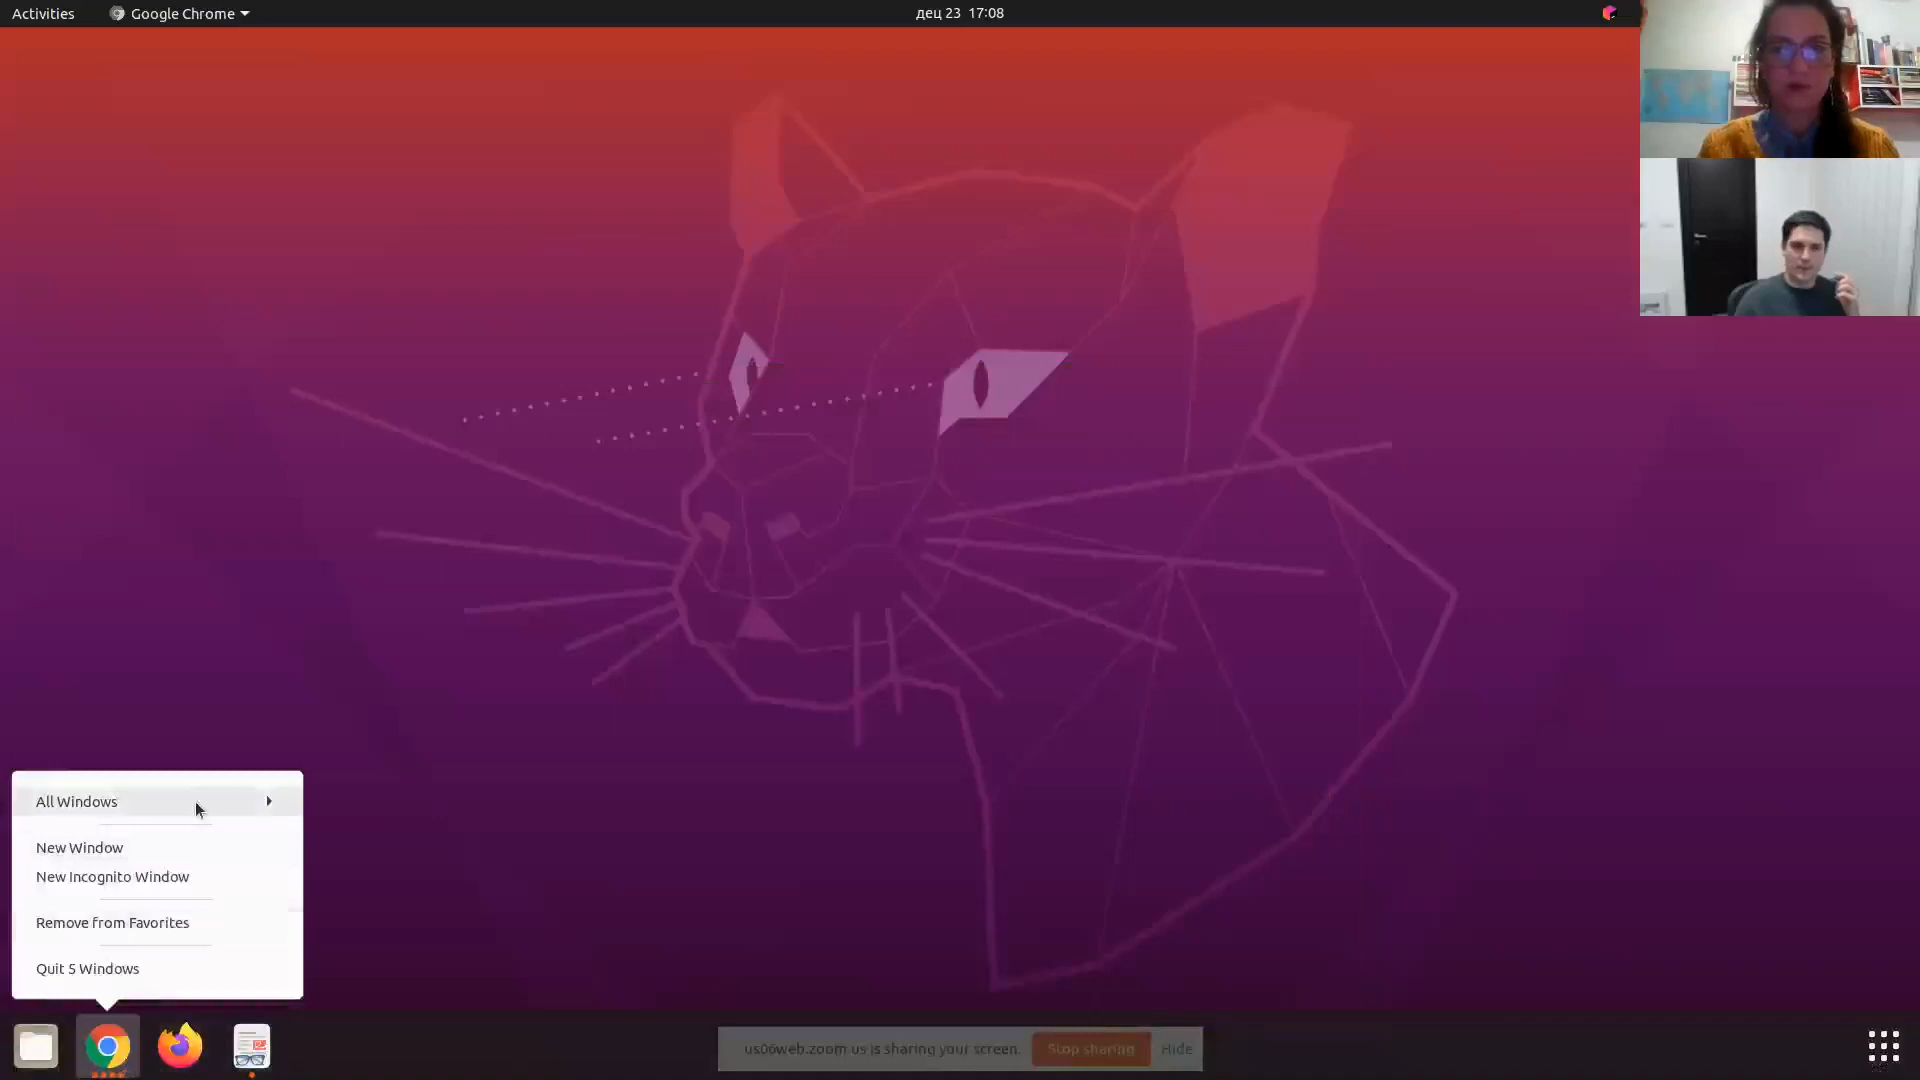 Activities
Google Chrome
дец 23 17:08
All Windows
New Window
New Incognito Window
Remove from Favorites
Quit 5 Windows
us06web.zoom.us is sharing your screen.
Stop sharing
Hide